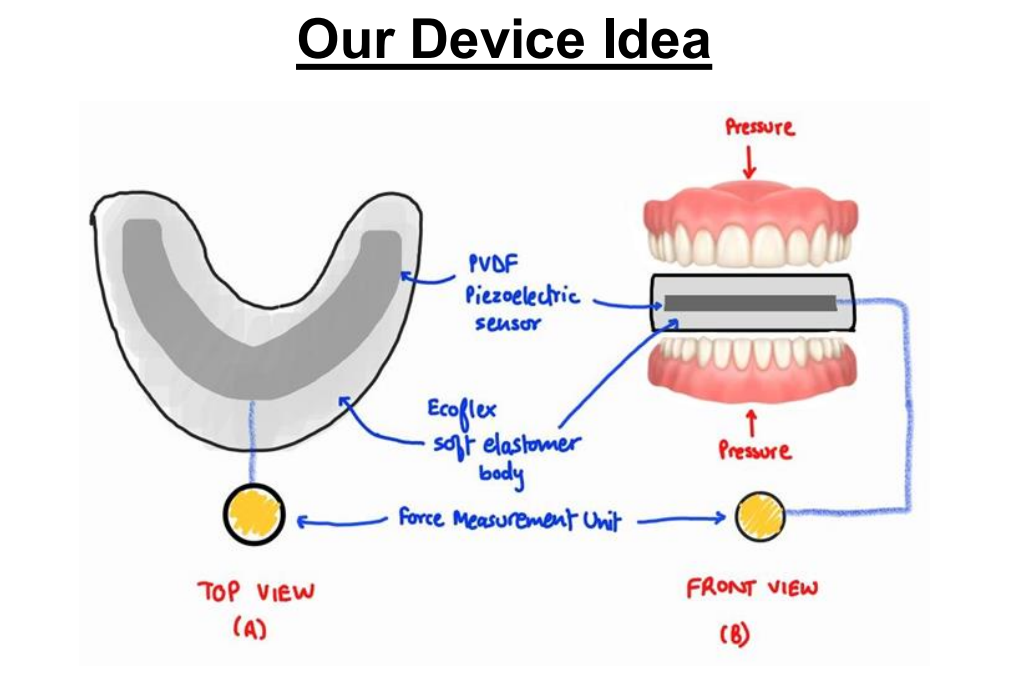 Our Device Idea
Pressure
PVDF
Piezoelectric
sensor
Ecoflex
soft elastomer
body
Pressure
Force Measurement Unit
TOP VIEW
(A)
FRONT VIEW
(B)